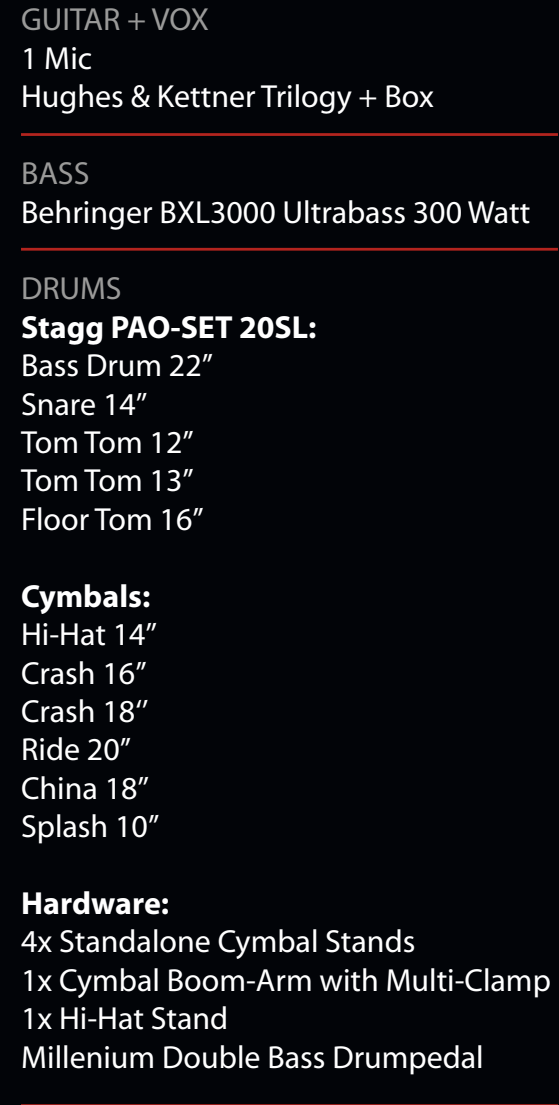 GUITAR + VOX
1 Mic
Hughes & Kettner Trilogy + Box
BASS
Behringer BXL3000 Ultrabass 300 Watt
DRUMS
Stagg PAO-SET 20SL:
Bass Drum 22”
Snare 14”
Tom Tom 12”
Tom Tom 13”
Floor Tom 16”
Cymbals:
Hi-Hat 14”
Crash 16”
Crash 18’’
Ride 20”
China 18”
Splash 10”
Hardware:
4x Standalone Cymbal Stands
1x Cymbal Boom-Arm with Multi-Clamp
1x Hi-Hat Stand
Millenium Double Bass Drumpedal